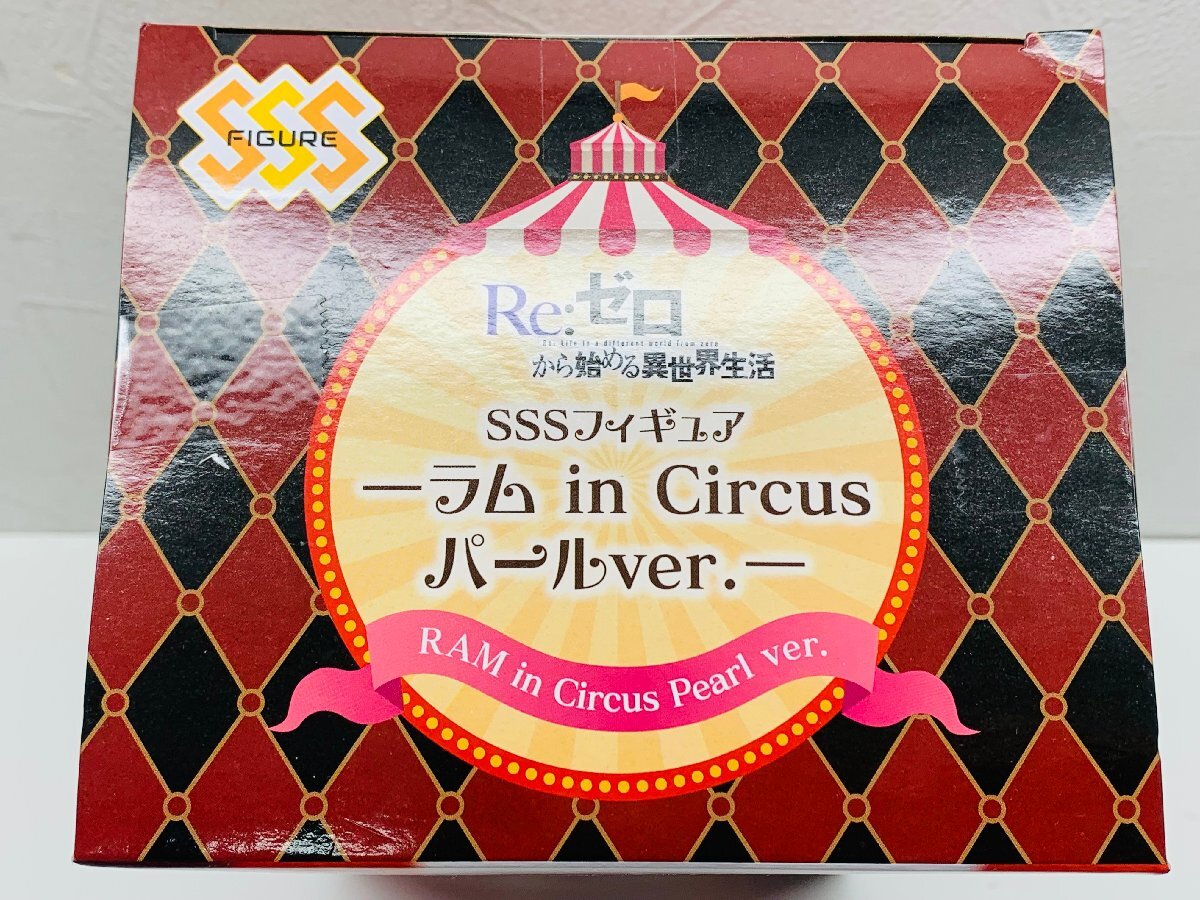 SSS
FIGURE
Re:ゼロ
Re: Life in a different world from zero
から始める異世界生活
SSSフィギュア
―ラム in Circus
パールver.―
RAM in Circus Pearl ver.